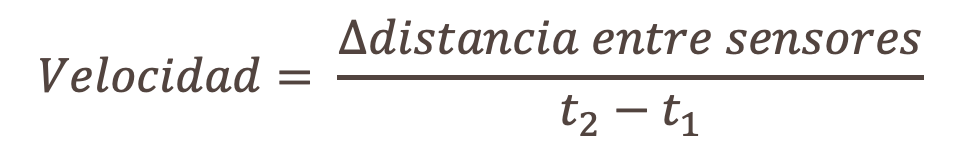 Velocidad = Δdistancia entre sensores / t₂ − t₁